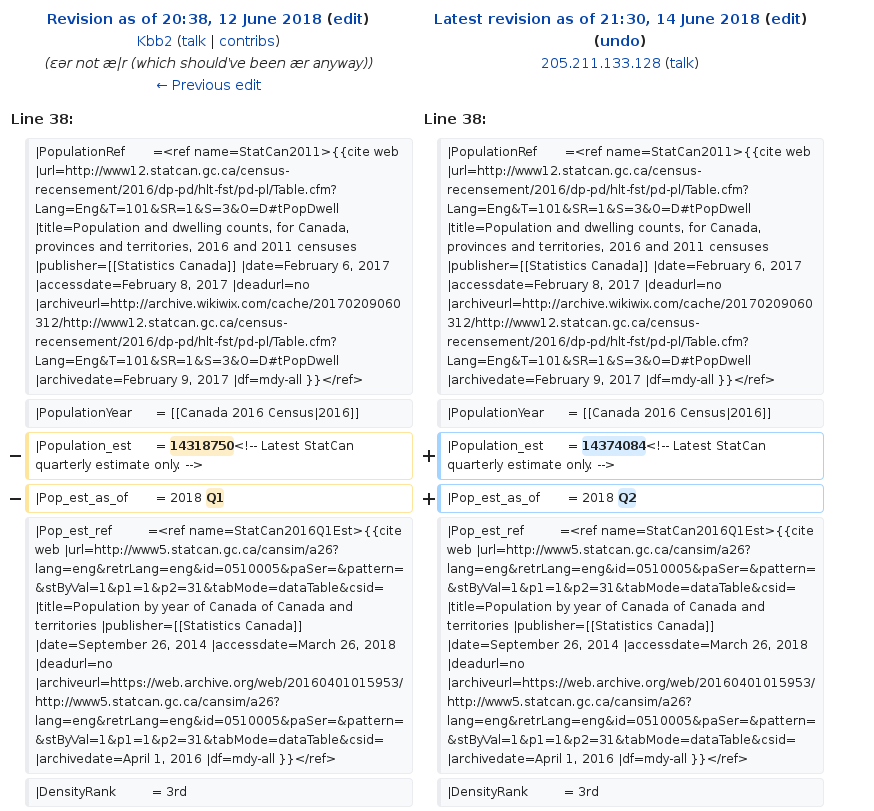 Revision as of 20:38, 12 June 2018 (edit)
Kbb2 (talk | contribs)
(ɛər not æ|r (which should've been ær anyway))
← Previous edit
Latest revision as of 21:30, 14 June 2018 (edit)
(undo)
205.211.133.128 (talk)
Line 38:
|PopulationRef =<ref name=StatCan2011>{{cite web
|url=http://www12.statcan.gc.ca/census-
recensement/2016/dp-pd/hlt-fst/pd-pl/Table.cfm?
Lang=Eng&T=101&SR=1&S=3&O=D#tPopDwell
|title=Population and dwelling counts, for Canada,
provinces and territories, 2016 and 2011 censuses
|publisher=[[Statistics Canada]] |date=February 6, 2017
|accessdate=February 8, 2017 |deadurl=no
|archiveurl=http://archive.wikiwix.com/cache/20170209060
312/http://www12.statcan.gc.ca/census-
recensement/2016/dp-pd/hlt-fst/pd-pl/Table.cfm?
Lang=Eng&T=101&SR=1&S=3&O=D#tPopDwell
|archivedate=February 9, 2017 |df=mdy-all }}</ref>
|PopulationYear = [[Canada 2016 Census|2016]]
− |Population_est = 14318750<!-- Latest StatCan
quarterly estimate only. -->
− |Pop_est_as_of = 2018 Q1
|Pop_est_ref =<ref name=StatCan2016Q1Est>{{cite
web |url=http://www5.statcan.gc.ca/cansim/a26?
lang=eng&retrLang=eng&id=0510005&paSer=&pattern=
&stByVal=1&p1=1&p2=31&tabMode=dataTable&csid=
|title=Population by year of Canada of Canada and
territories |publisher=[[Statistics Canada]]
|date=September 26, 2014 |accessdate=March 26, 2018
|deadurl=no
|archiveurl=https://web.archive.org/web/20160401015953/
http://www5.statcan.gc.ca/cansim/a26?
lang=eng&retrLang=eng&id=0510005&paSer=&pattern=
&stByVal=1&p1=1&p2=31&tabMode=dataTable&csid=
|archivedate=April 1, 2016 |df=mdy-all }}</ref>
|DensityRank = 3rd
Line 38:
|PopulationRef =<ref name=StatCan2011>{{cite web
|url=http://www12.statcan.gc.ca/census-
recensement/2016/dp-pd/hlt-fst/pd-pl/Table.cfm?
Lang=Eng&T=101&SR=1&S=3&O=D#tPopDwell
|title=Population and dwelling counts, for Canada,
provinces and territories, 2016 and 2011 censuses
|publisher=[[Statistics Canada]] |date=February 6, 2017
|accessdate=February 8, 2017 |deadurl=no
|archiveurl=http://archive.wikiwix.com/cache/20170209060
312/http://www12.statcan.gc.ca/census-
recensement/2016/dp-pd/hlt-fst/pd-pl/Table.cfm?
Lang=Eng&T=101&SR=1&S=3&O=D#tPopDwell
|archivedate=February 9, 2017 |df=mdy-all }}</ref>
|PopulationYear = [[Canada 2016 Census|2016]]
+ |Population_est = 14374084<!-- Latest StatCan
quarterly estimate only. -->
+ |Pop_est_as_of = 2018 Q2
|Pop_est_ref =<ref name=StatCan2016Q1Est>{{cite
web |url=http://www5.statcan.gc.ca/cansim/a26?
lang=eng&retrLang=eng&id=0510005&paSer=&pattern=
&stByVal=1&p1=1&p2=31&tabMode=dataTable&csid=
|title=Population by year of Canada of Canada and
territories |publisher=[[Statistics Canada]]
|date=September 26, 2014 |accessdate=March 26, 2018
|deadurl=no
|archiveurl=https://web.archive.org/web/20160401015953/
http://www5.statcan.gc.ca/cansim/a26?
lang=eng&retrLang=eng&id=0510005&paSer=&pattern=
&stByVal=1&p1=1&p2=31&tabMode=dataTable&csid=
|archivedate=April 1, 2016 |df=mdy-all }}</ref>
|DensityRank = 3rd